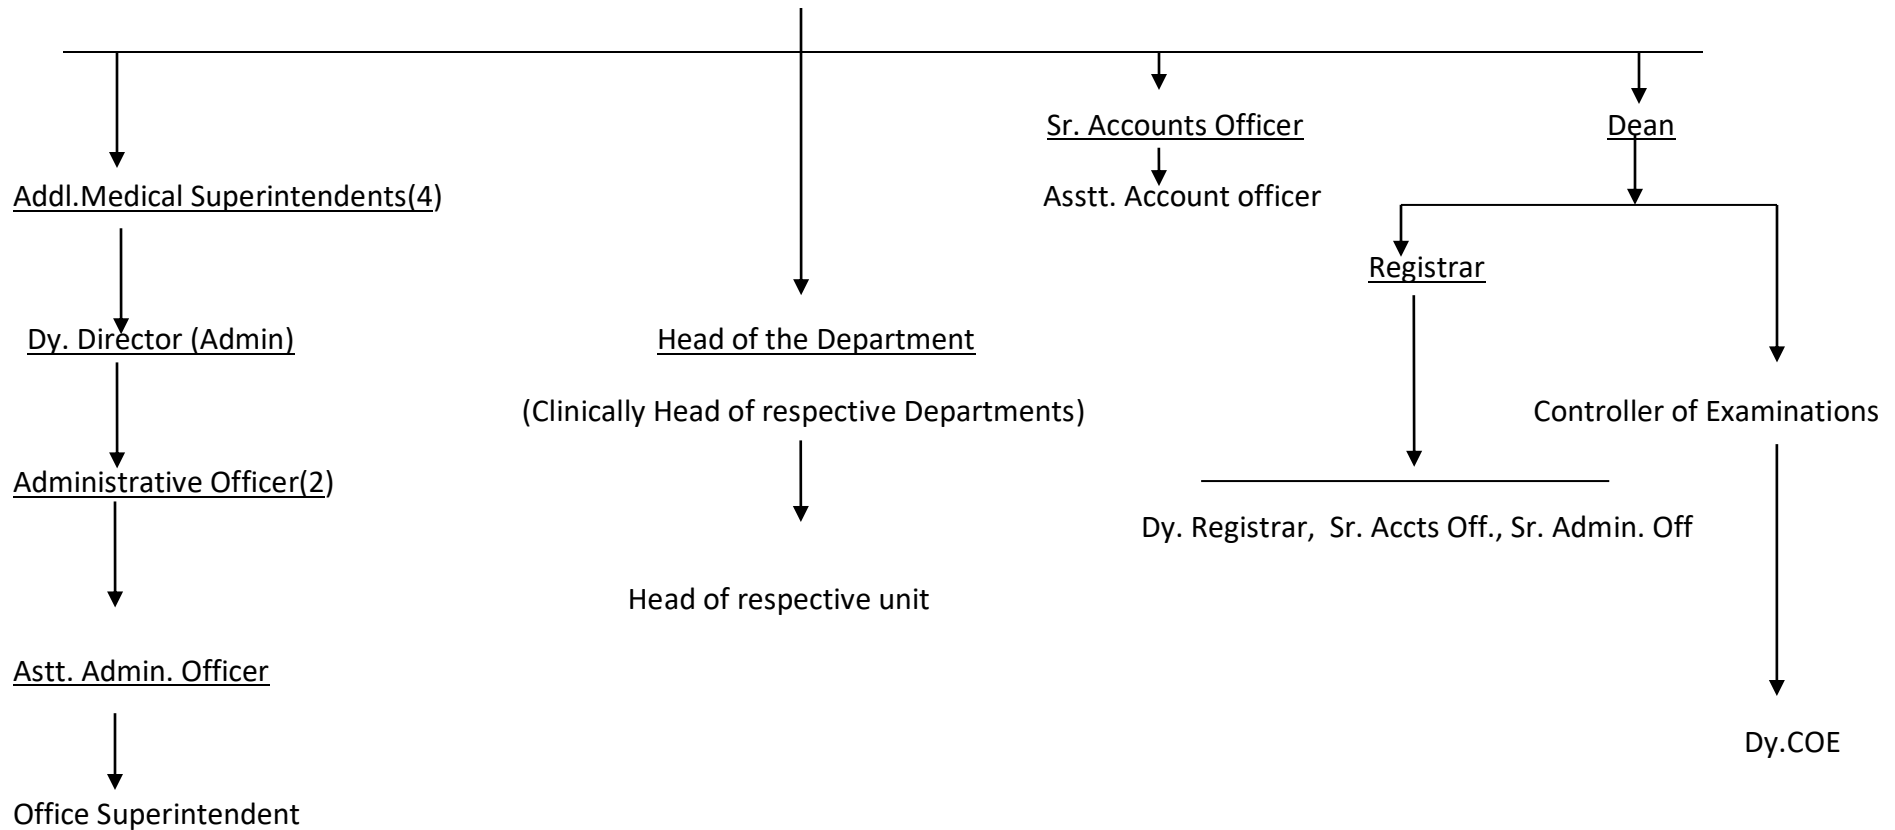 Sr. Accounts Officer
Dean
Addl.Medical Superintendents(4)
Asstt. Account officer
Registrar
Dy. Director (Admin)
Head of the Department
(Clinically Head of respective Departments)
Controller of Examinations
Administrative Officer(2)
Dy. Registrar, Sr. Accts Off., Sr. Admin. Off
Head of respective unit
Astt. Admin. Officer
Dy.COE
Office Superintendent